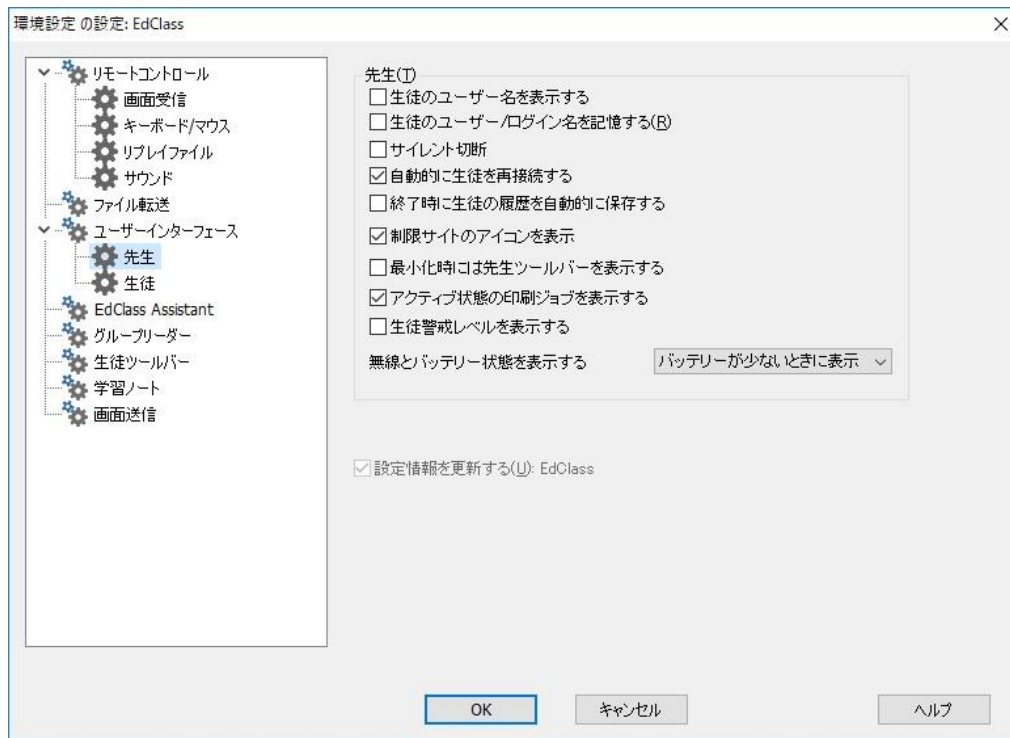 環境設定 の設定: EdClass
リモートコントロール
画面受信
キーボード/マウス
リプレイファイル
サウンド
ファイル転送
ユーザーインターフェース
先生
生徒
EdClass Assistant
グループリーダー
生徒ツールバー
学習ノート
画面送信
先生(T)
生徒のユーザー名を表示する
生徒のユーザー/ログイン名を記憶する(R)
サイレント切断
自動的に生徒を再接続する
終了時に生徒の履歴を自動的に保存する
制限サイトのアイコンを表示
最小化時には先生ツールバーを表示する
アクティブ状態の印刷ジョブを表示する
生徒警戒レベルを表示する
無線とバッテリー状態を表示する バッテリーが少ないときに表示
設定情報を更新する(U): EdClass
OK キャンセル ヘルプ